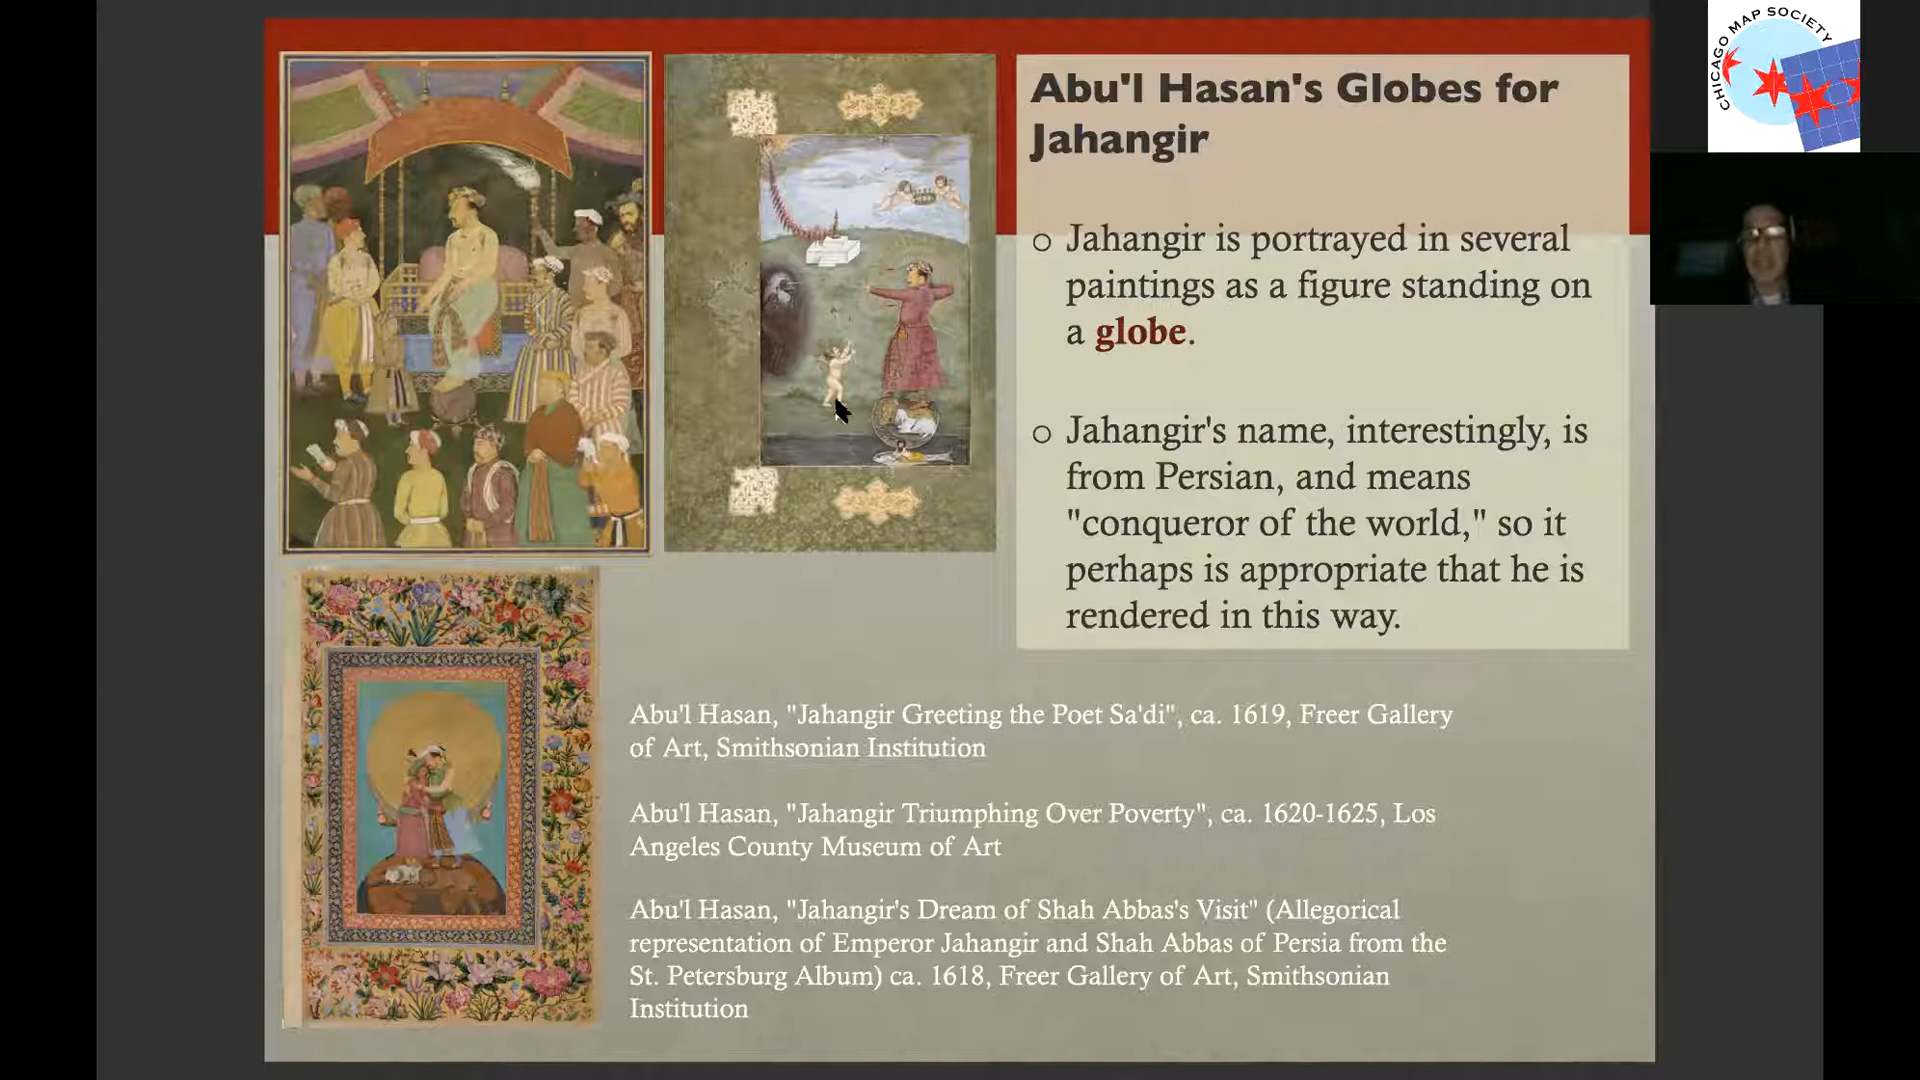 Abu'l Hasan's Globes for
Jahangir
o Jahangir is portrayed in several
paintings as a figure standing on
a globe.
o Jahangir's name, interestingly, is
from Persian, and means
"conqueror of the world," so it
perhaps is appropriate that he is
rendered in this way.
Abu'l Hasan, "Jahangir Greeting the Poet Sa'di", ca. 1619, Freer Gallery
of Art, Smithsonian Institution
Abu'l Hasan, "Jahangir Triumphing Over Poverty", ca. 1620-1625, Los
Angeles County Museum of Art
Abu'l Hasan, "Jahangir's Dream of Shah Abbas's Visit" (Allegorical
representation of Emperor Jahangir and Shah Abbas of Persia from the
St. Petersburg Album) ca. 1618, Freer Gallery of Art, Smithsonian
Institution
CHICAGO MAP SOCIETY